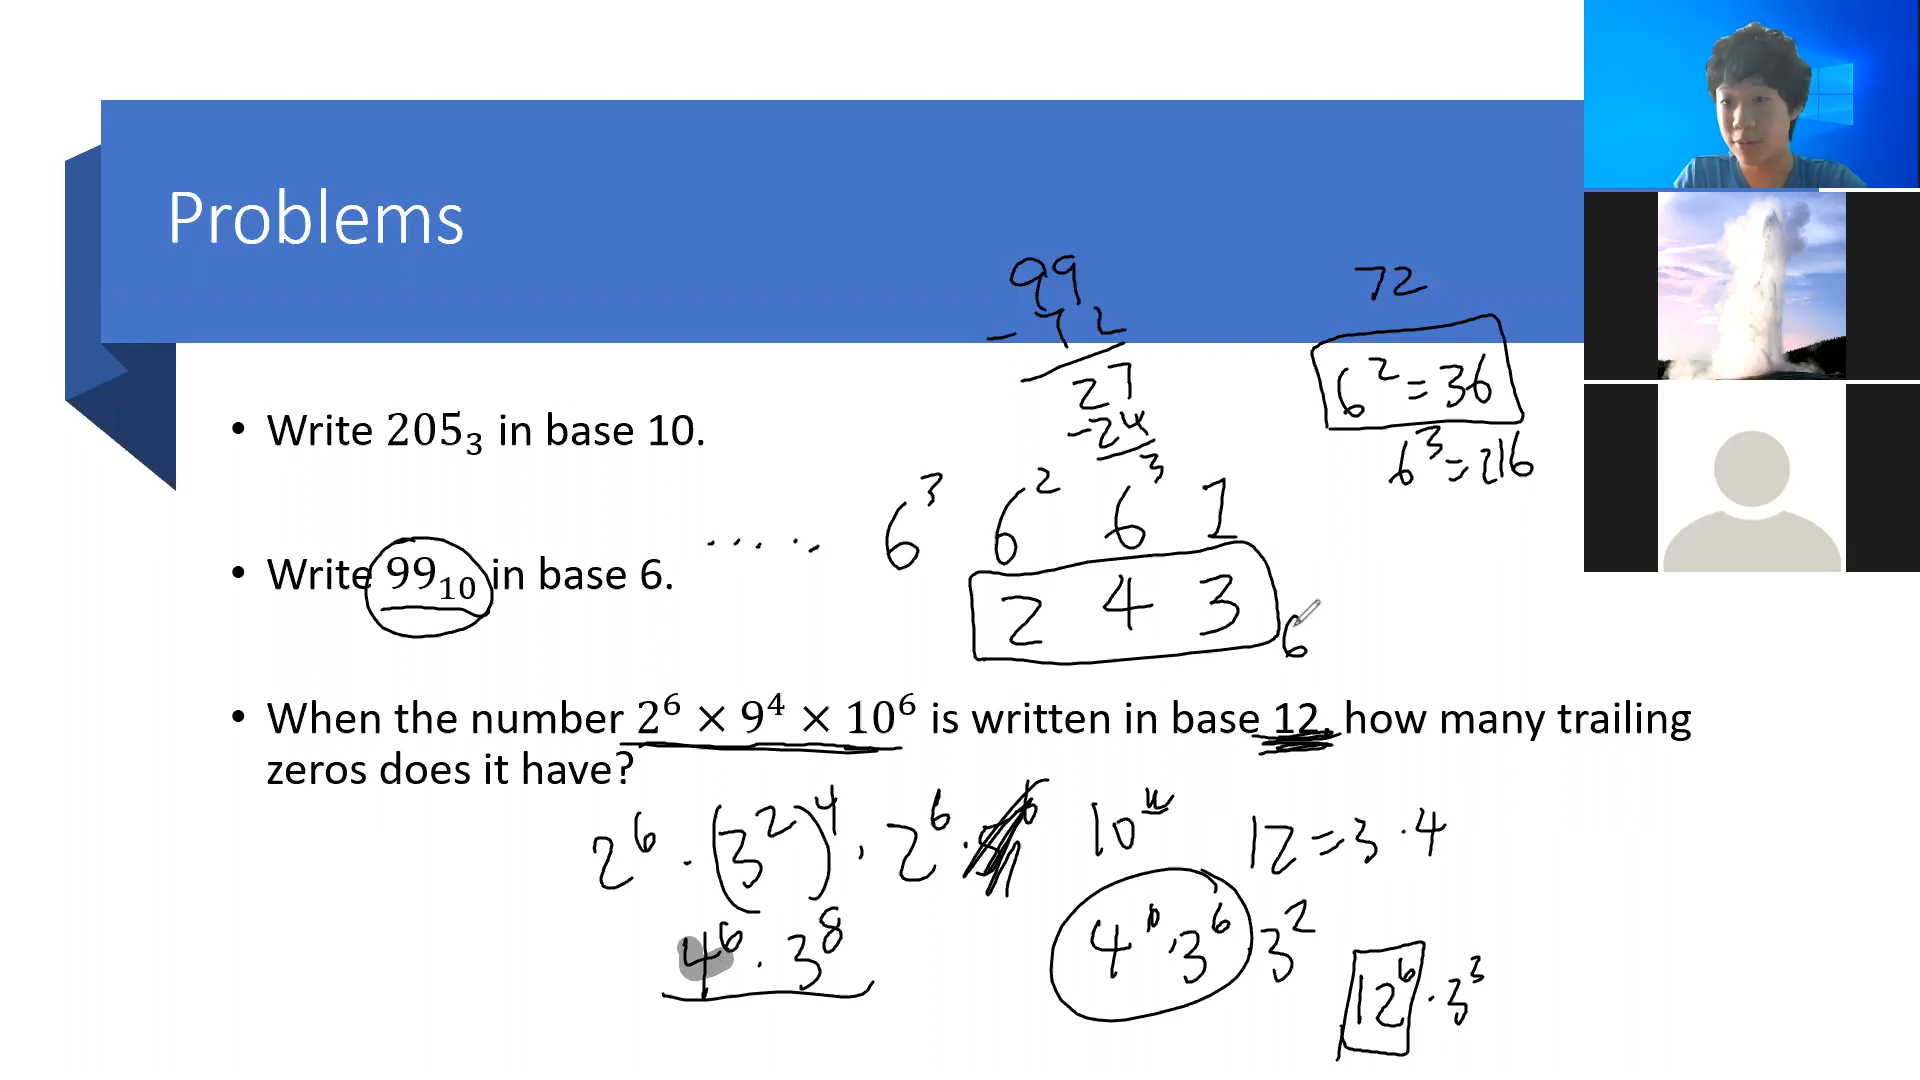 Problems
99
- 72
27
-24
3
72
6² = 36
6³ = 216
• Write 205₃ in base 10.
..... 6³ 6² 6 1
• Write 99₁₀ in base 6.
2 4 3 ₆
• When the number 2⁶ × 9⁴ × 10⁶ is written in base 12, how many trailing
zeros does it have?
2⁶ · (3²)⁴ · 2⁶ ·
10
12 = 3 · 4
4⁶ · 3⁸
4 · 3⁶ 3²
12⁶ · 3³